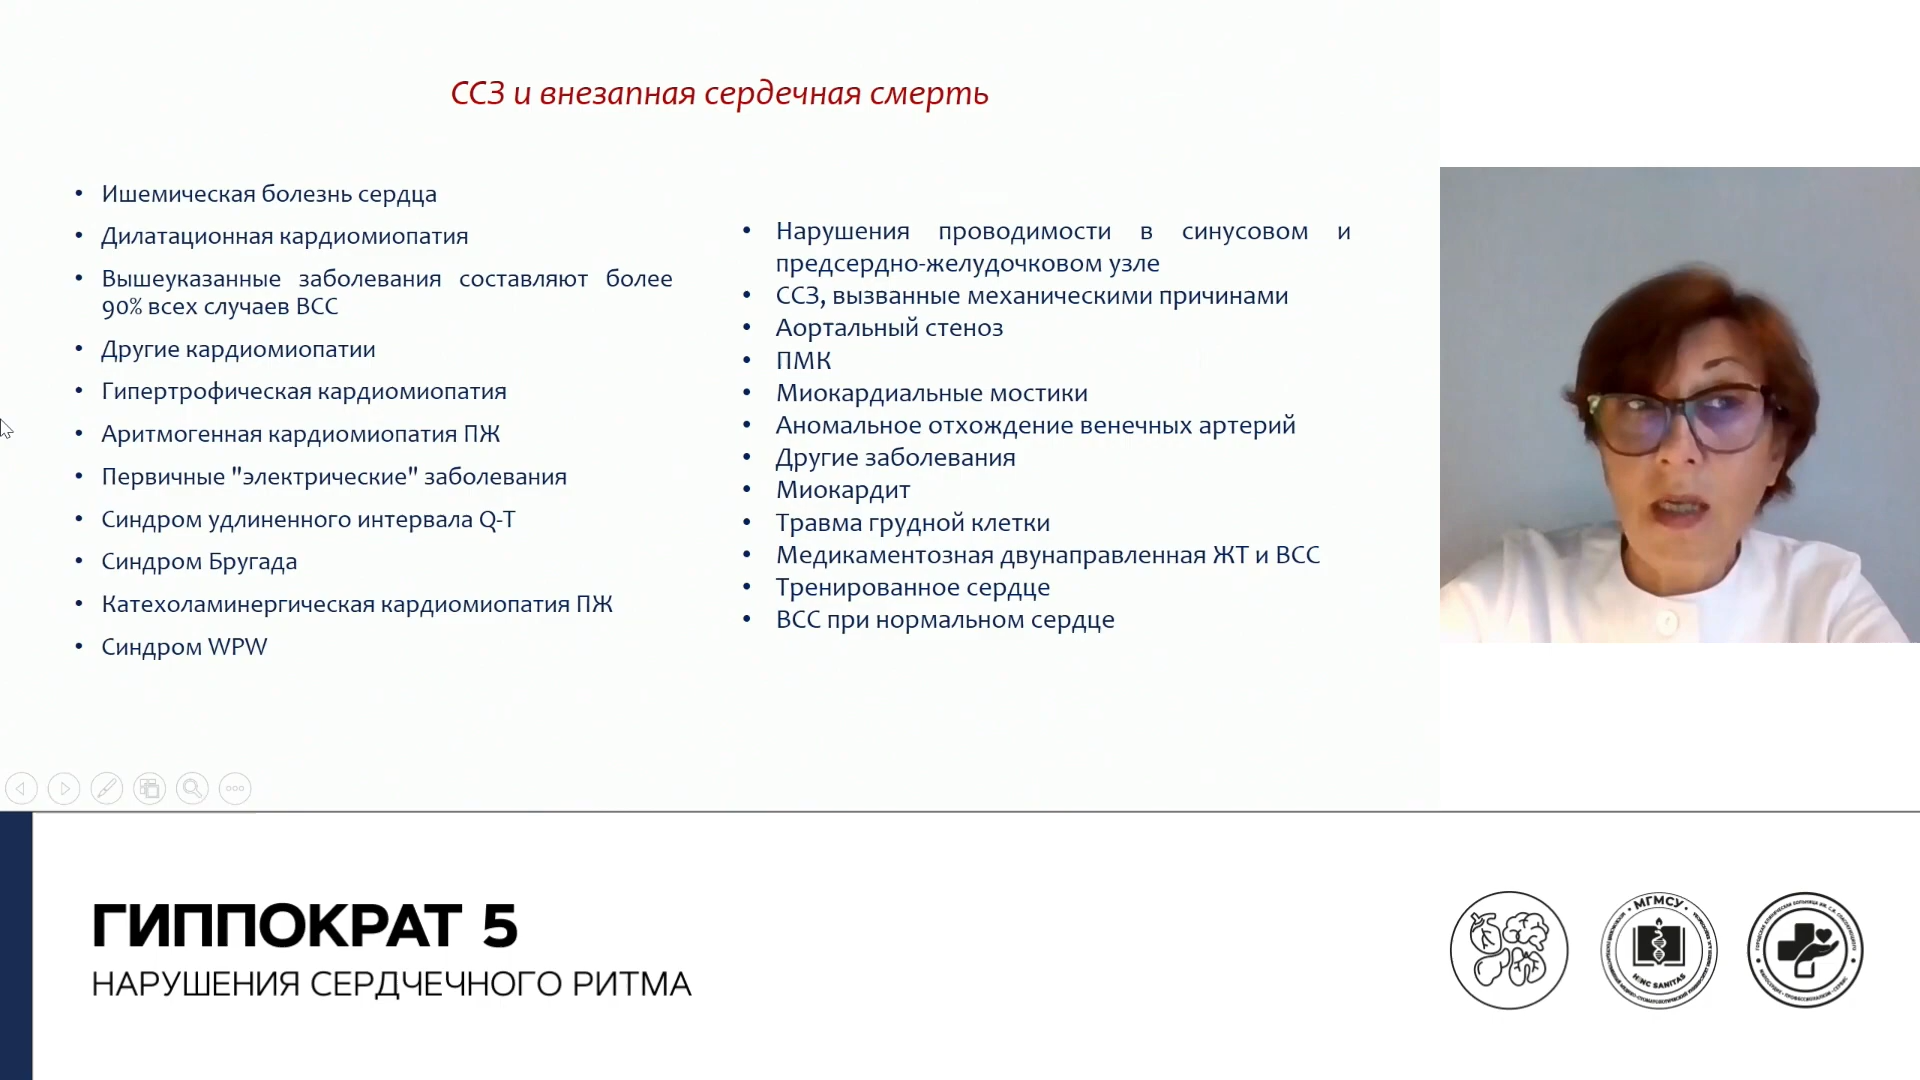 ССЗ и внезапная сердечная смерть
• Ишемическая болезнь сердца
• Дилатационная кардиомиопатия
• Вышеуказанные заболевания составляют более
90% всех случаев ВСС
• Другие кардиомиопатии
• Гипертрофическая кардиомиопатия
• Аритмогенная кардиомиопатия ПЖ
• Первичные "электрические" заболевания
• Синдром удлиненного интервала Q-T
• Синдром Бругада
• Катехоламинергическая кардиомиопатия ПЖ
• Синдром WPW
• Нарушения проводимости в синусовом и
предсердно-желудочковом узле
• ССЗ, вызванные механическими причинами
• Аортальный стеноз
• ПМК
• Миокардиальные мостики
• Аномальное отхождение венечных артерий
• Другие заболевания
• Миокардит
• Травма грудной клетки
• Медикаментозная двунаправленная ЖТ и ВСС
• Тренированное сердце
• ВСС при нормальном сердце
ГИППОКРАТ 5
НАРУШЕНИЯ СЕРДЧЕЧНОГО РИТМА
МГМСУ
HINC SANITAS